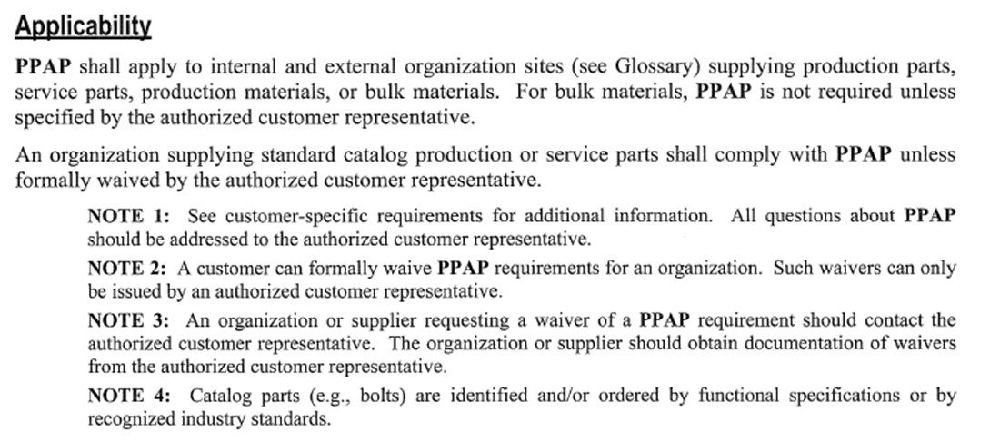 Applicability
PPAP shall apply to internal and external organization sites (see Glossary) supplying production parts,
service parts, production materials, or bulk materials. For bulk materials, PPAP is not required unless
specified by the authorized customer representative.
An organization supplying standard catalog production or service parts shall comply with PPAP unless
formally waived by the authorized customer representative.
NOTE 1: See customer-specific requirements for additional information. All questions about PPAP
should be addressed to the authorized customer representative.
NOTE 2: A customer can formally waive PPAP requirements for an organization. Such waivers can only
be issued by an authorized customer representative.
NOTE 3: An organization or supplier requesting a waiver of a PPAP requirement should contact the
authorized customer representative. The organization or supplier should obtain documentation of waivers
from the authorized customer representative.
NOTE 4: Catalog parts (e.g., bolts) are identified and/or ordered by functional specifications or by
recognized industry standards.